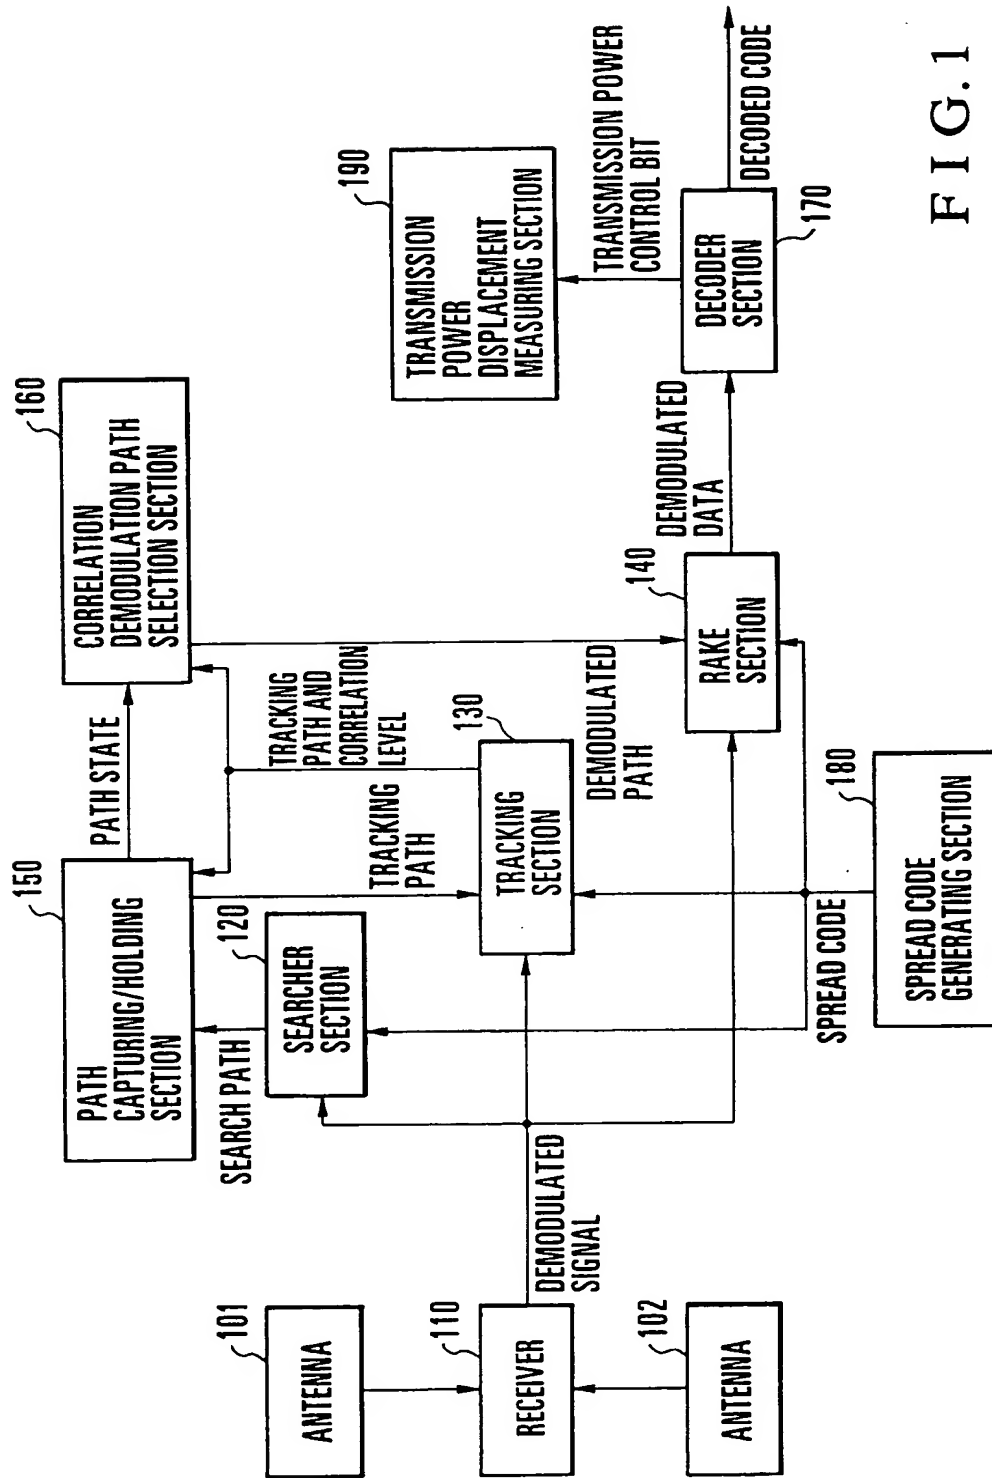 101
ANTENNA
110
RECEIVER
102
ANTENNA
DEMODULATED
SIGNAL
150
PATH
CAPTURING/HOLDING
SECTION
SEARCH PATH
120
SEARCHER
SECTION
PATH STATE
TRACKING
PATH
TRACKING
PATH AND
CORRELATION
LEVEL
130
TRACKING
SECTION
160
CORRELATION
DEMODULATION PATH
SELECTION SECTION
DEMODULATED
PATH
140
RAKE
SECTION
SPREAD CODE
180
SPREAD CODE
GENERATING SECTION
DEMODULATED
DATA
190
TRANSMISSION
POWER
DISPLACEMENT
MEASURING SECTION
TRANSMISSION POWER
CONTROL BIT
DECODER
SECTION
170
DECODED CODE
FIG. 1